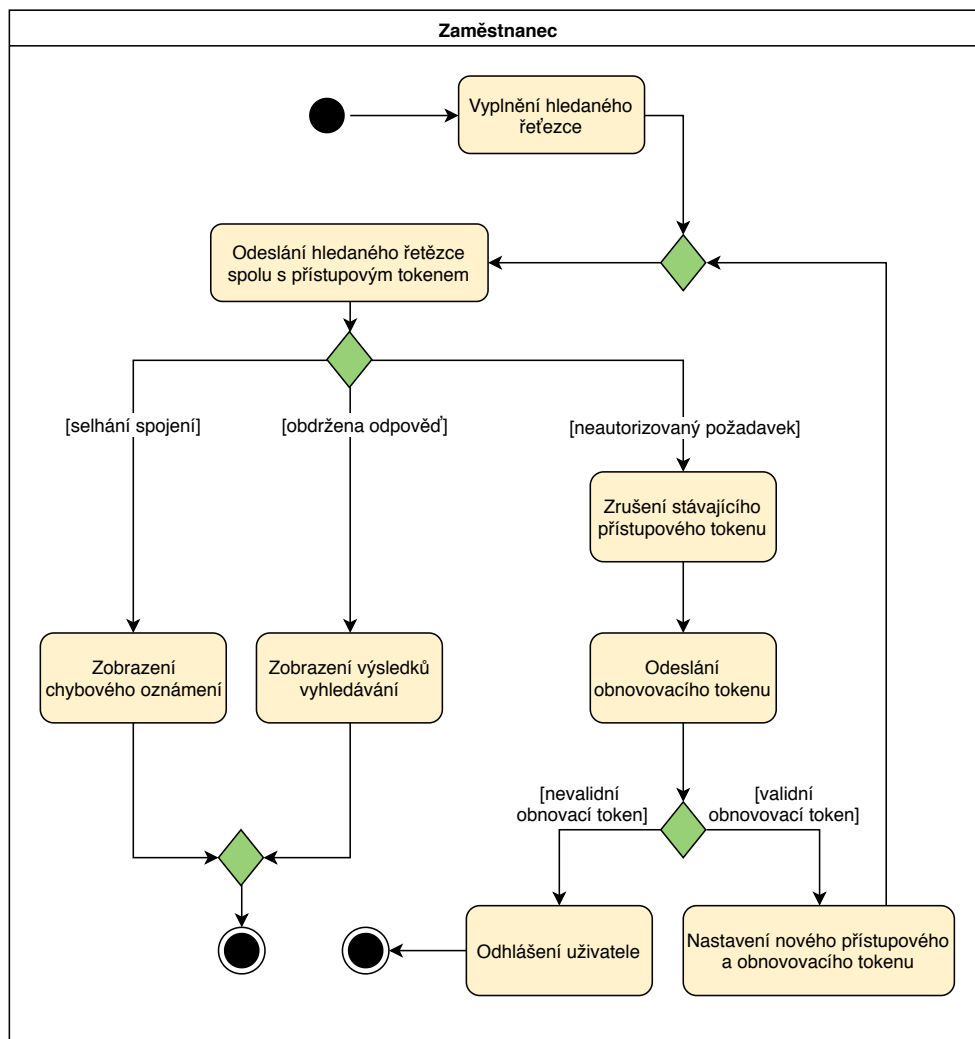 Zaměstnanec
Vyplnění hledaného
řeťezce
Odeslání hledaného řetězce
spolu s přístupovým tokenem
[selhání spojení]
[obdržena odpověď]
[neautorizovaný požadavek]
Zrušení stávajícího
přístupového tokenu
Zobrazení
chybového oznámení
Zobrazení výsledků
vyhledávání
Odeslání
obnovovacího tokenu
[nevalidní
obnovací token]
[validní
obnovovací token]
Odhlášení uživatele
Nastavení nového přístupového
a obnovovacího tokenu